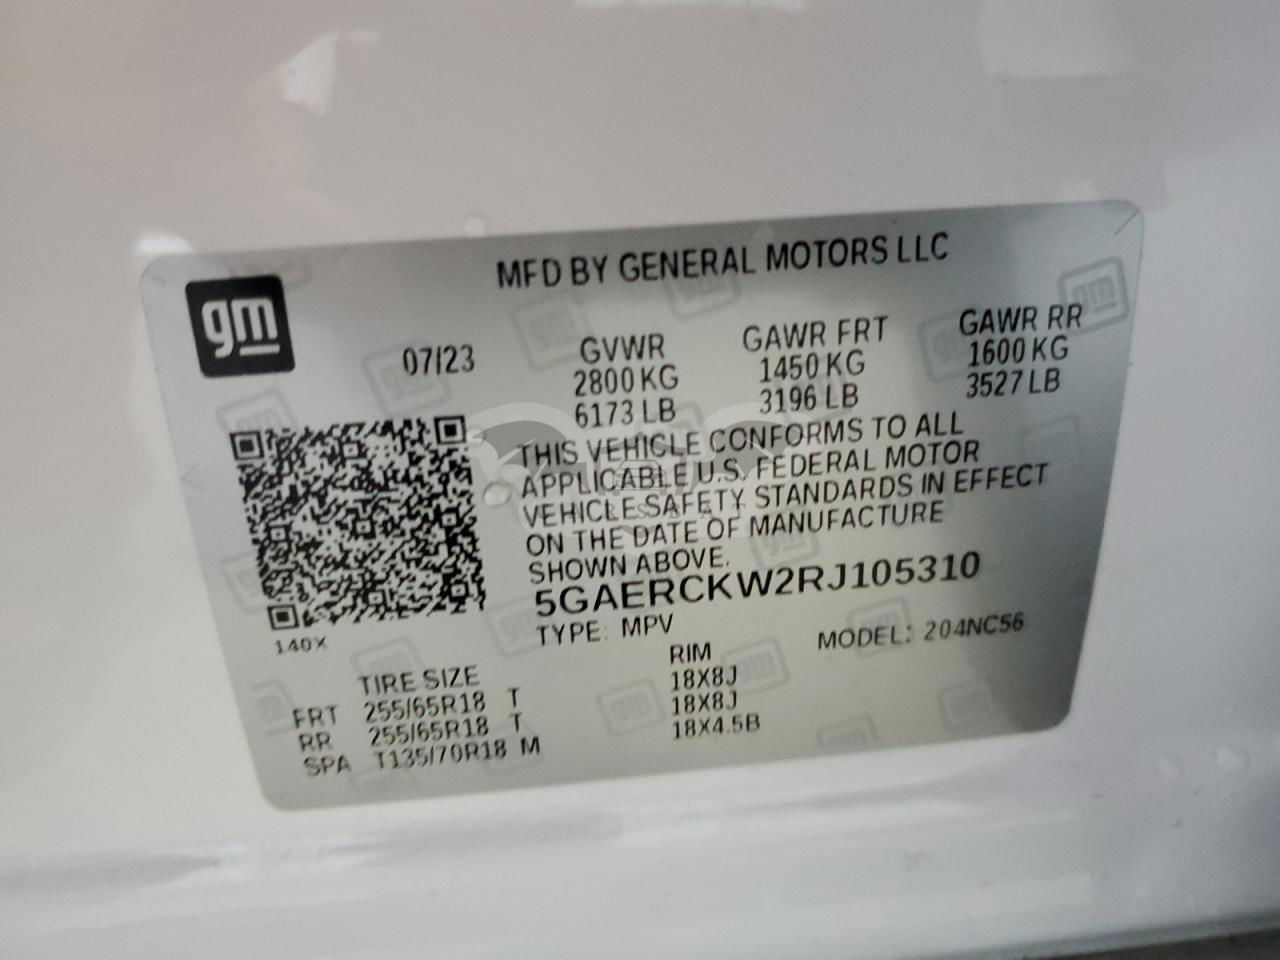 gm
MFD BY GENERAL MOTORS LLC
07/23
GVWR
2800 KG
6173 LB
GAWR FRT
1450 KG
3196 LB
GAWR RR
1600 KG
3527 LB
THIS VEHICLE CONFORMS TO ALL
APPLICABLE U.S. FEDERAL MOTOR
VEHICLE SAFETY STANDARDS IN EFFECT
ON THE DATE OF MANUFACTURE
SHOWN ABOVE.
5GAERCKW2RJ105310
TYPE: MPV MODEL: 204NC56
140X
TIRE SIZE RIM
FRT 255/65R18 T 18X8J
RR 255/65R18 T 18X8J
SPA T135/70R18 M 18X4.5B